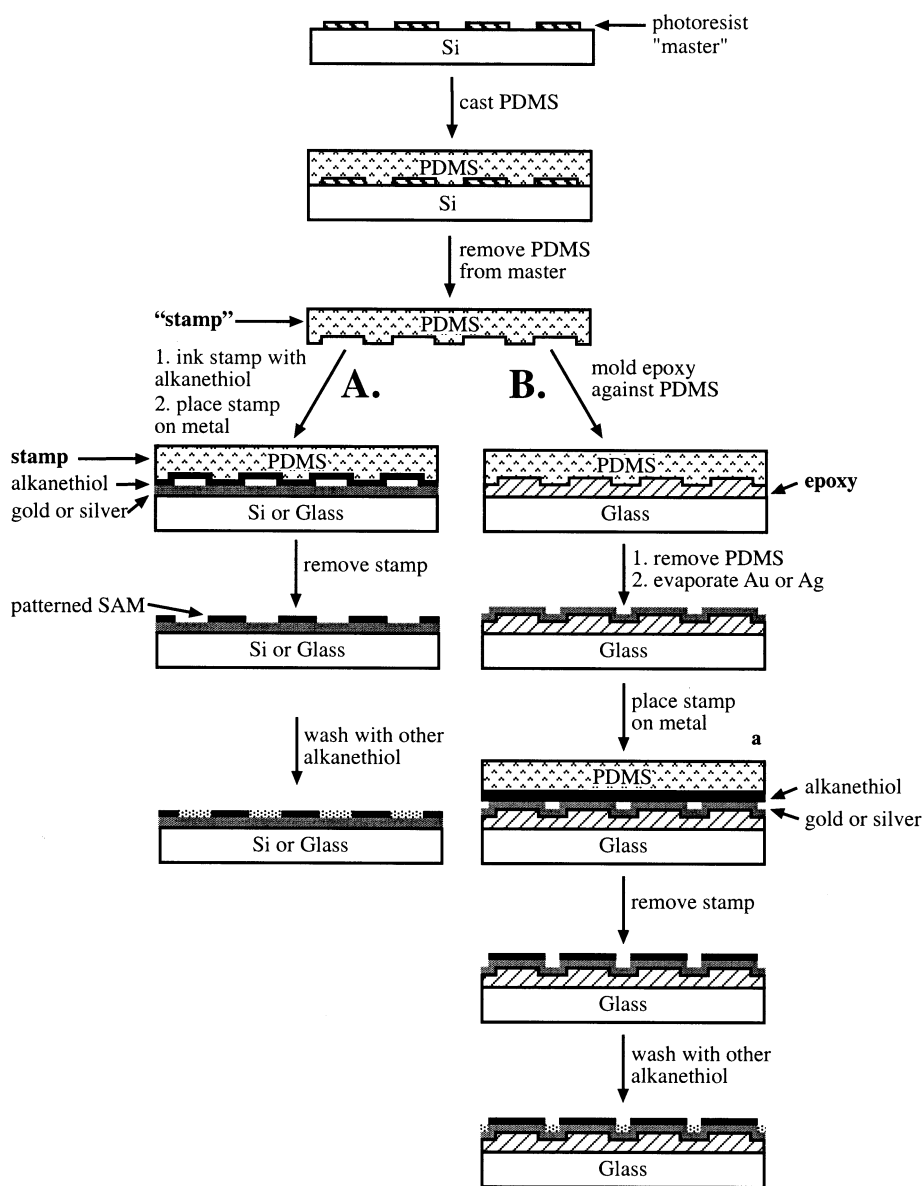 photoresist
"master"
Si
cast PDMS
PDMS
Si
remove PDMS
from master
“stamp”
PDMS
1. ink stamp with
alkanethiol
2. place stamp
on metal
A.
B.
mold epoxy
against PDMS
stamp
PDMS
alkanethiol
gold or silver
Si or Glass
PDMS
epoxy
Glass
remove stamp
1. remove PDMS
2. evaporate Au or Ag
patterned SAM
Si or Glass
Glass
wash with other
alkanethiol
place stamp
on metal
a
PDMS
alkanethiol
gold or silver
Si or Glass
Glass
remove stamp
Glass
wash with other
alkanethiol
Glass